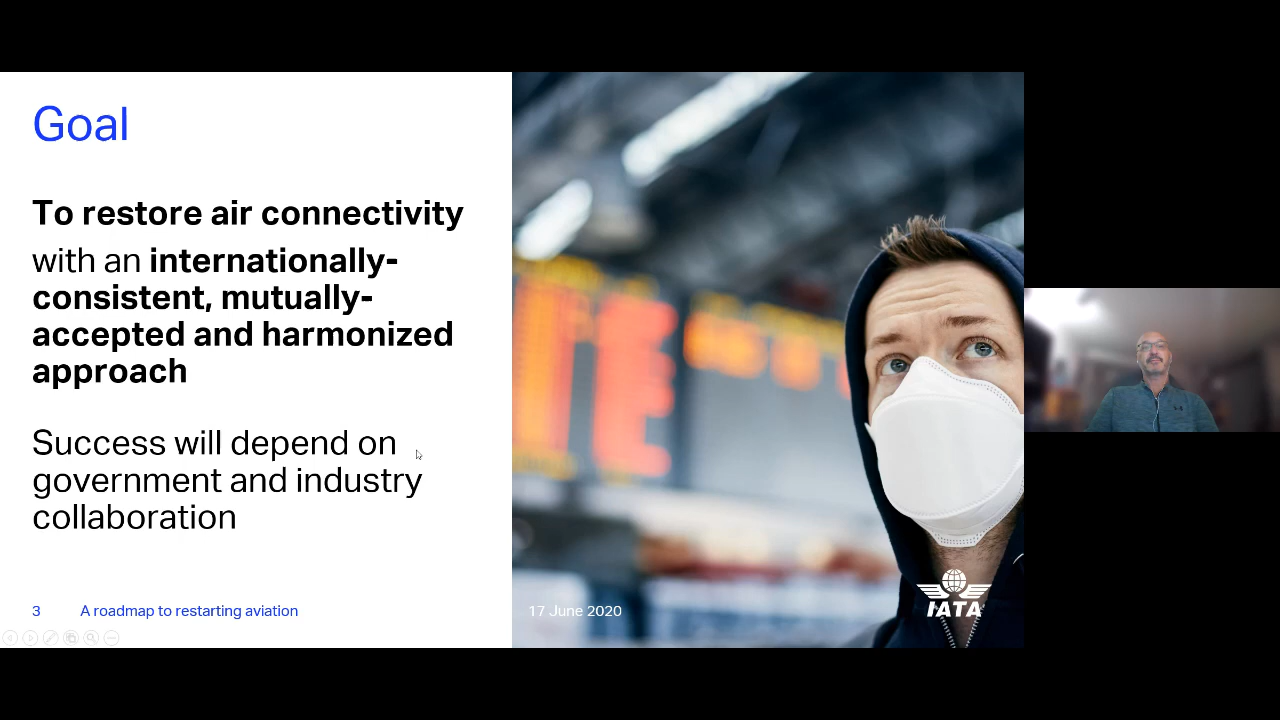 Goal
To restore air connectivity
with an internationally-
consistent, mutually-
accepted and harmonized
approach
Success will depend on
government and industry
collaboration
3
A roadmap to restarting aviation
17 June 2020
IATA